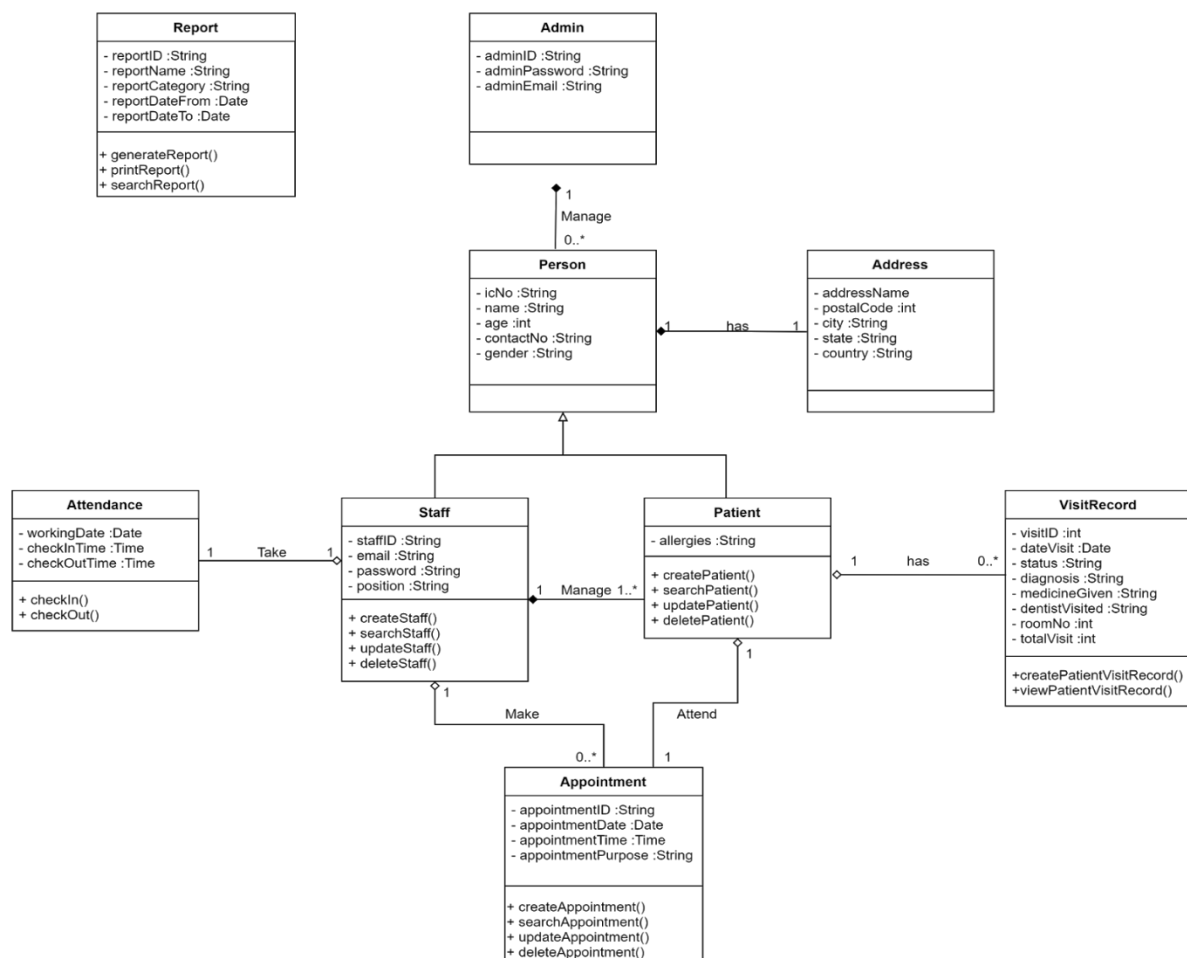 Report
- reportID :String
- reportName :String
- reportCategory :String
- reportDateFrom :Date
- reportDateTo :Date
+ generateReport()
+ printReport()
+ searchReport()
Admin
- adminID :String
- adminPassword :String
- adminEmail :String
1
Manage
0..*
Person
- icNo :String
- name :String
- age :int
- contactNo :String
- gender :String
1 has 1
Address
- addressName
- postalCode :int
- city :String
- state :String
- country :String
Attendance
- workingDate :Date
- checkInTime :Time
- checkOutTime :Time
+ checkIn()
+ checkOut()
1 Take 1
Staff
- staffID :String
- email :String
- password :String
- position :String
+ createStaff()
+ searchStaff()
+ updateStaff()
+ deleteStaff()
1 Manage 1..*
Patient
- allergies :String
+ createPatient()
+ searchPatient()
+ updatePatient()
+ deletePatient()
1 has 0..*
VisitRecord
- visitID :int
- dateVisit :Date
- status :String
- diagnosis :String
- medicineGiven :String
- dentistVisited :String
- roomNo :int
- totalVisit :int
+createPatientVisitRecord()
+viewPatientVisitRecord()
1
Make
0..*
1
Attend
1
Appointment
- appointmentID :String
- appointmentDate :Date
- appointmentTime :Time
- appointmentPurpose :String
+ createAppointment()
+ searchAppointment()
+ updateAppointment()
+ deleteAppointment()